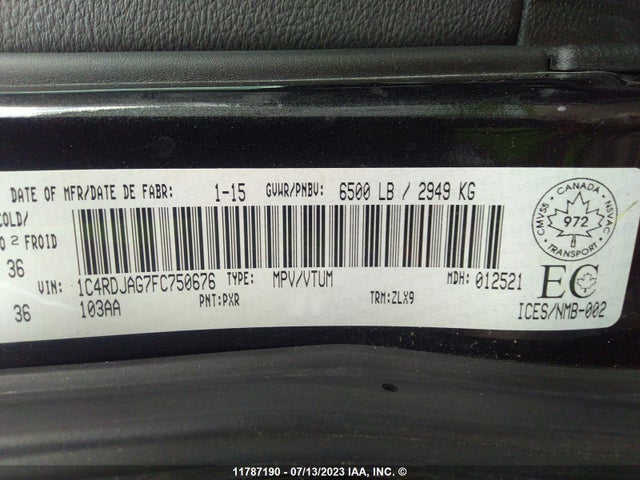 DATE OF MFR/DATE DE FABR: 1-15 GVWR/PNBV: 6500 LB / 2949 KG
COLD/
O 2 FROID
36
VIN: 1C4RDJAG7FC750676 TYPE: MPV/VTUM MDH: 012521
36 103AA PNT:PXR TRM:ZLX9
CANADA
CMVSS NSVAC
972
TRANSPORT
EC
ICES/NMB-002
11787190 - 07/13/2023 IAA, INC. ©